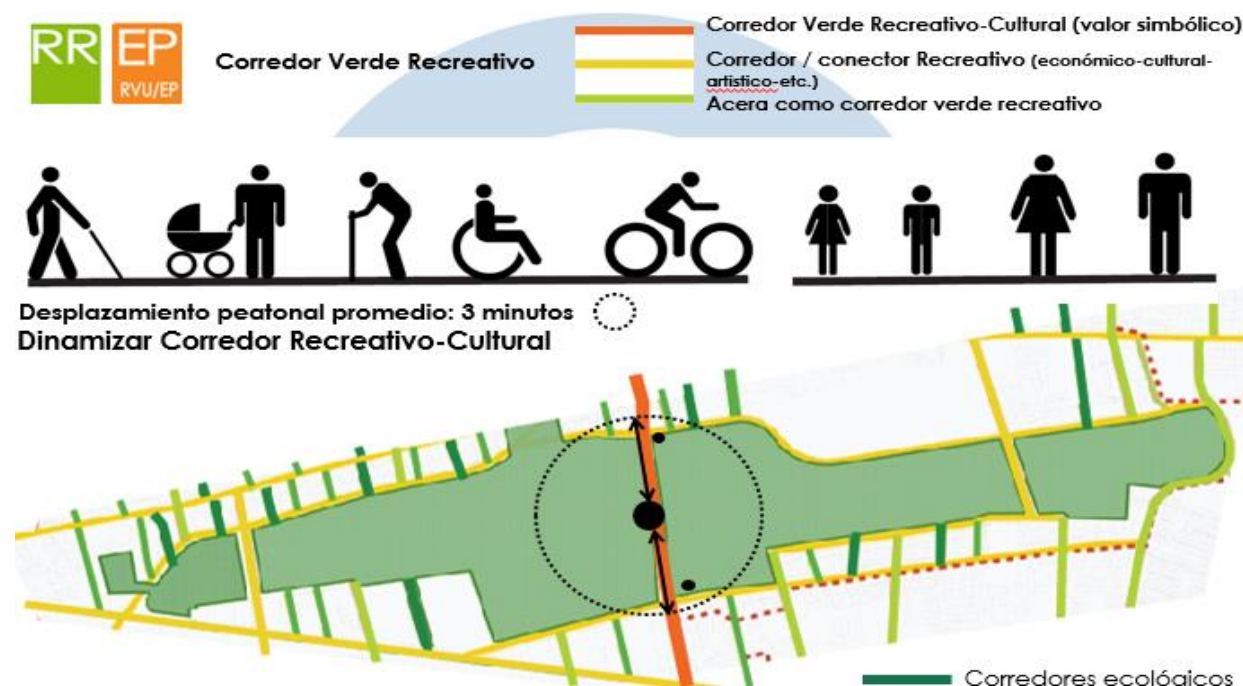 RR EP
RVU/EP
Corredor Verde Recreativo
Corredor Verde Recreativo-Cultural (valor simbólico)
Corredor / conector Recreativo (económico-cultural-
artístico-etc.)
Acera como corredor verde recreativo
Desplazamiento peatonal promedio: 3 minutos
Dinamizar Corredor Recreativo-Cultural
Corredores ecológicos